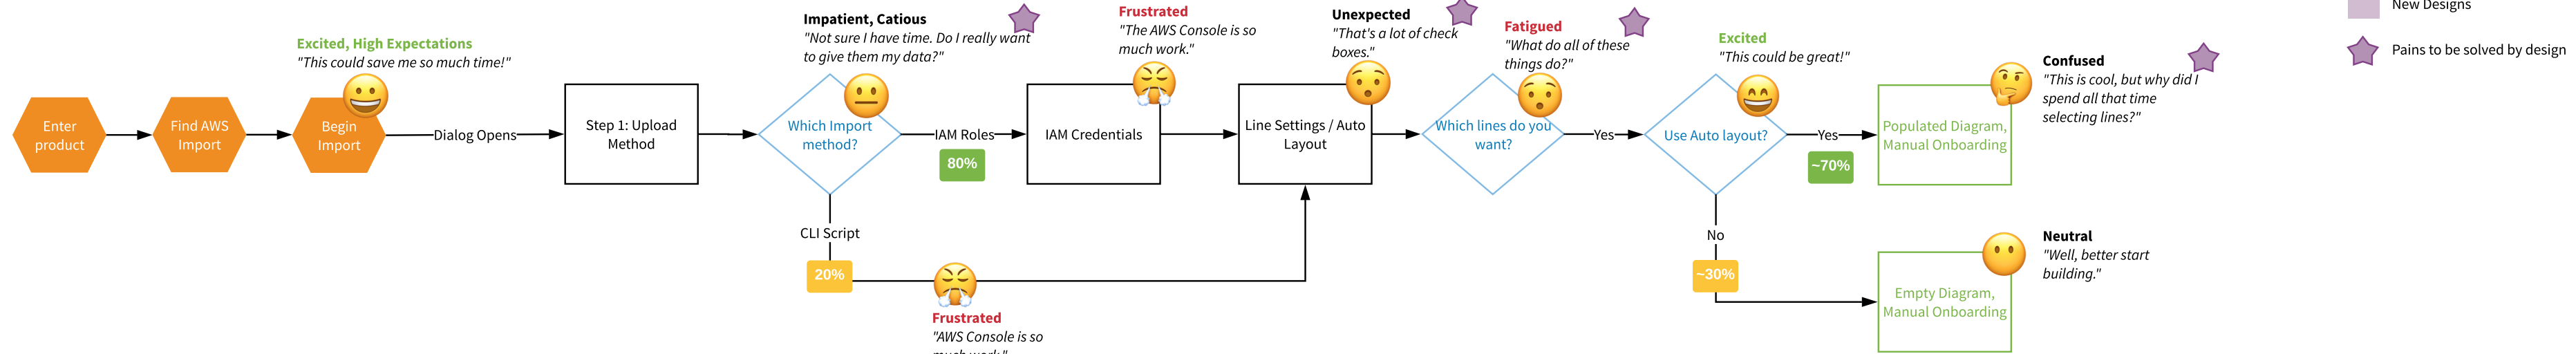 New Designs
Pains to be solved by design
Excited, High Expectations
"This could save me so much time!"
Enter
product
Find AWS
Import
Begin
Import
Dialog Opens
Step 1: Upload
Method
Impatient, Catious
"Not sure I have time. Do I really want
to give them my data?"
Which Import
method?
IAM Roles
80%
CLI Script
20%
Frustrated
"AWS Console is so
much work"
Frustrated
"The AWS Console is so
much work."
IAM Credentials
Unexpected
"That's a lot of check
boxes."
Line Settings / Auto
Layout
Fatigued
"What do all of these
things do?"
Which lines do you
want?
Yes
Excited
"This could be great!"
Use Auto layout?
Yes
~70%
No
~30%
Populated Diagram,
Manual Onboarding
Confused
"This is cool, but why did I
spend all that time
selecting lines?"
Empty Diagram,
Manual Onboarding
Neutral
"Well, better start
building."